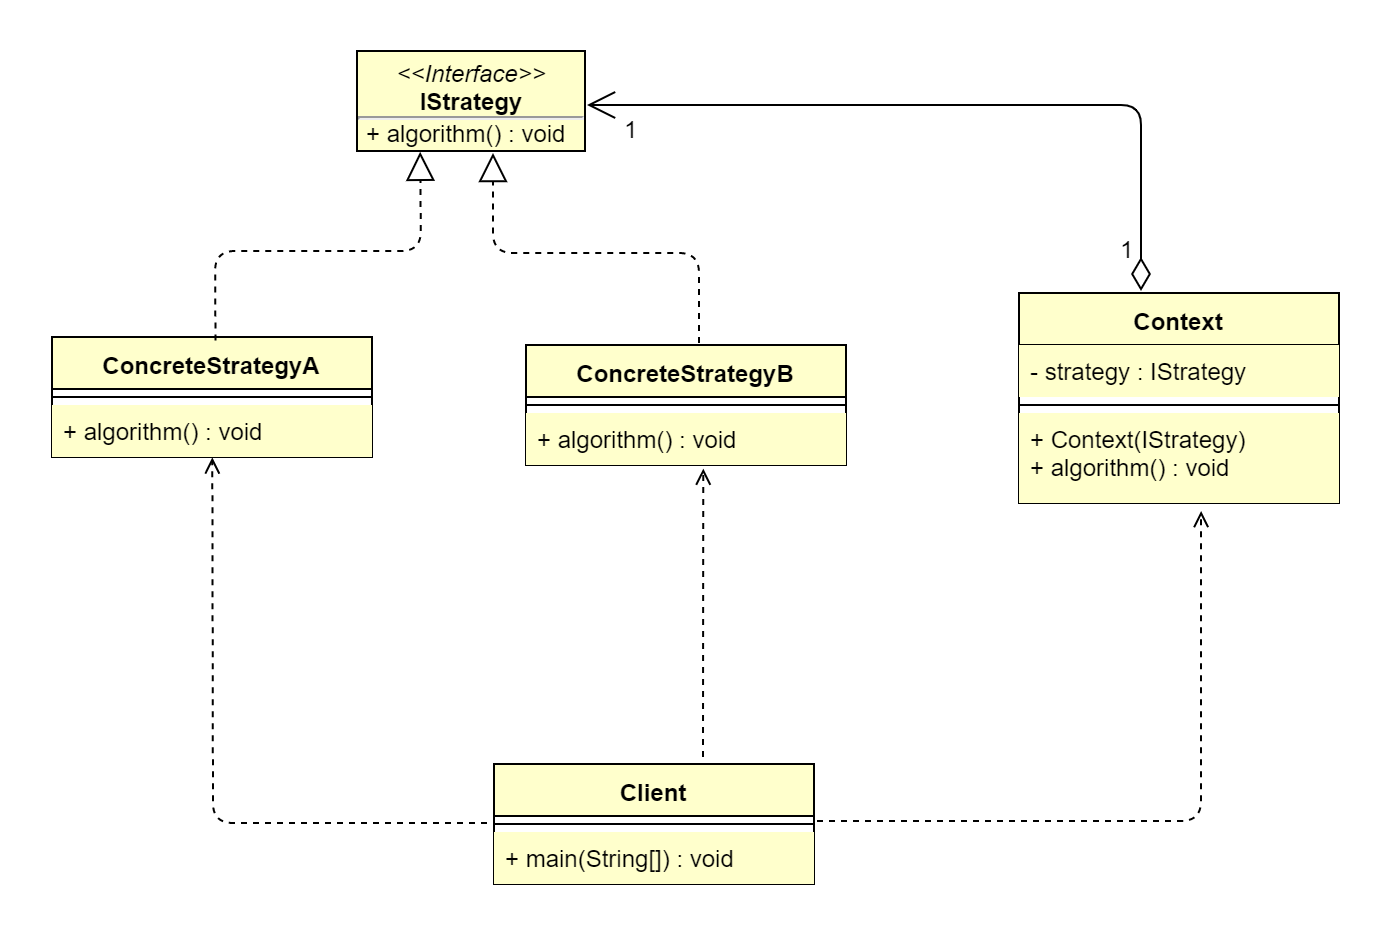 <<Interface>>
IStrategy
+ algorithm() : void
1
1
Context
- strategy : IStrategy
+ Context(IStrategy)
+ algorithm() : void
ConcreteStrategyA
+ algorithm() : void
ConcreteStrategyB
+ algorithm() : void
Client
+ main(String[]) : void